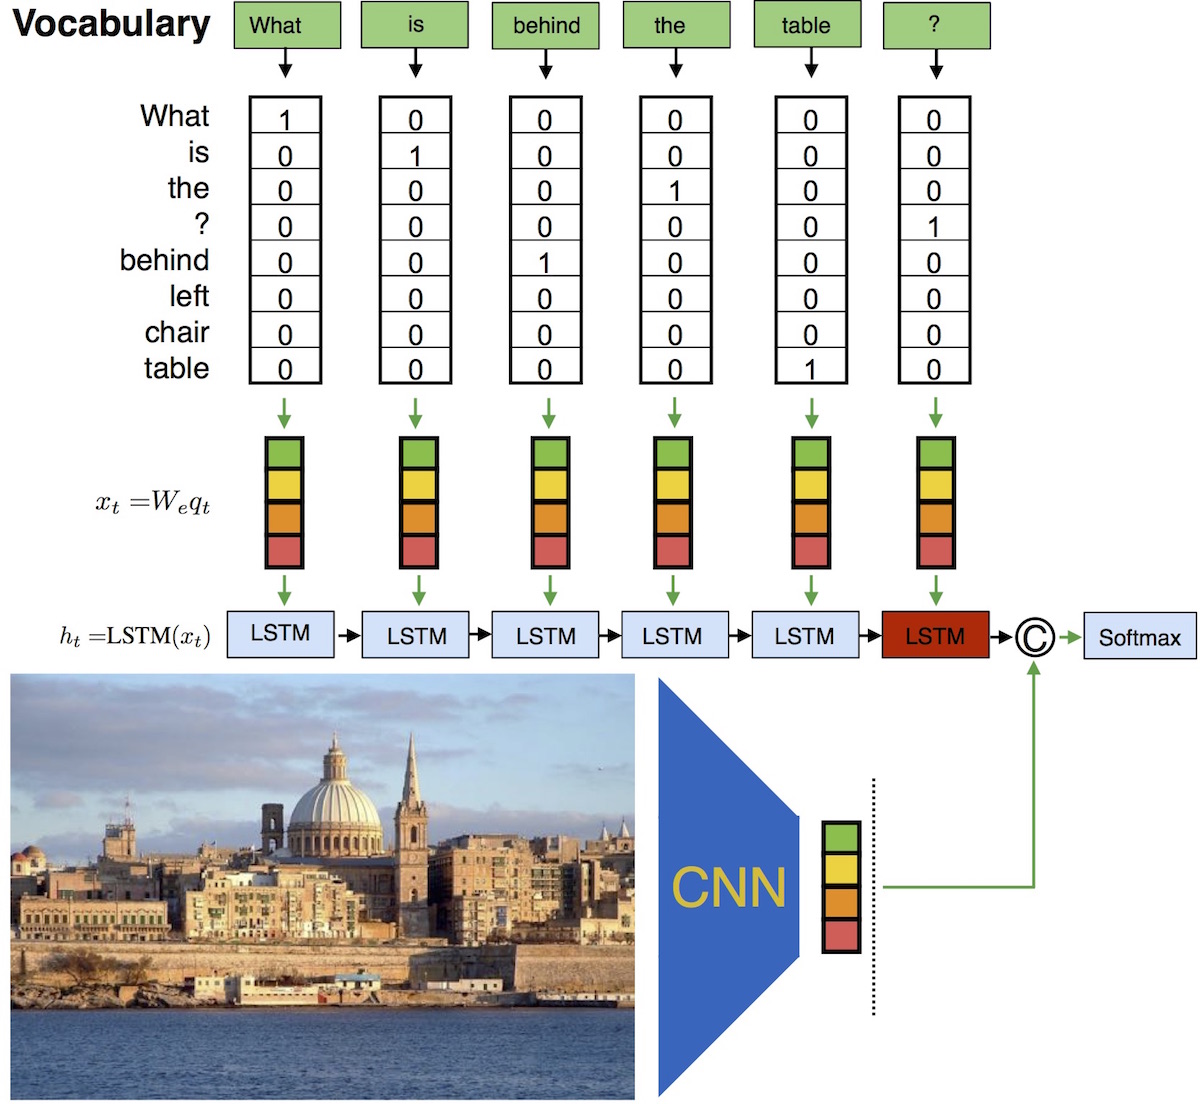 Vocabulary What is behind the table ?
What 1 0 0 0 0 0
is 0 1 0 0 0 0
the 0 0 0 1 0 0
? 0 0 0 0 0 1
behind 0 0 1 0 0 0
left 0 0 0 0 0 0
chair 0 0 0 0 0 0
table 0 0 0 0 1 0
x_t =W_e q_t
h_t =LSTM(x_t) LSTM LSTM LSTM LSTM LSTM LSTM C Softmax
CNN